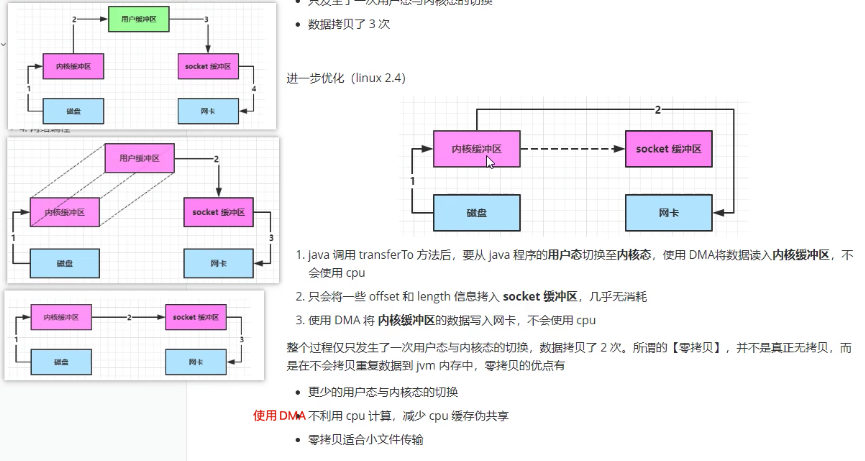 2
用户缓冲区
3
内核缓冲区
socket 缓冲区
1
4
磁盘
网卡
用户缓冲区
2
内核缓冲区
socket 缓冲区
1
3
磁盘
网卡
内核缓冲区
2
socket 缓冲区
1
3
磁盘
网卡
只发生了一次用户态与内核态的切换
数据拷贝了 3 次
进一步优化（linux 2.4）
2
内核缓冲区
socket 缓冲区
1
磁盘
网卡
1. java 调用 transferTo 方法后，要从 java 程序的用户态切换至内核态，使用 DMA将数据读入内核缓冲区，不
会使用 cpu
2. 只会将一些 offset 和 length 信息拷入 socket 缓冲区，几乎无消耗
3. 使用 DMA 将 内核缓冲区的数据写入网卡，不会使用 cpu
整个过程仅只发生了一次用户态与内核态的切换，数据拷贝了 2 次。所谓的【零拷贝】，并不是真正无拷贝，而
是在不会拷贝重复数据到 jvm 内存中，零拷贝的优点有
更少的用户态与内核态的切换
使用 DMA 不利用 cpu 计算，减少 cpu 缓存伪共享
零拷贝适合小文件传输